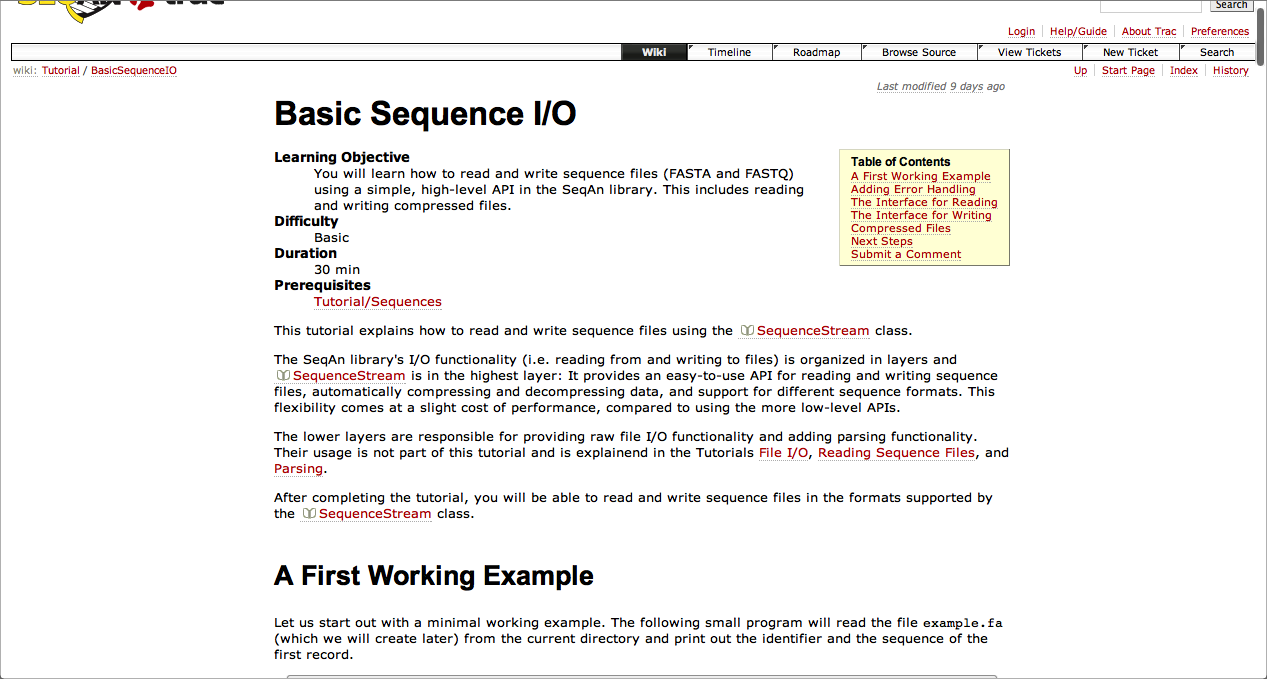 Search
Login Help/Guide About Trac Preferences
Wiki Timeline Roadmap Browse Source View Tickets New Ticket Search
wiki: Tutorial / BasicSequenceIO Up Start Page Index History
Last modified 9 days ago
Basic Sequence I/O
Learning Objective
You will learn how to read and write sequence files (FASTA and FASTQ)
using a simple, high-level API in the SeqAn library. This includes reading
and writing compressed files.
Difficulty
Basic
Duration
30 min
Prerequisites
Tutorial/Sequences
Table of Contents
A First Working Example
Adding Error Handling
The Interface for Reading
The Interface for Writing
Compressed Files
Next Steps
Submit a Comment
This tutorial explains how to read and write sequence files using the SequenceStream class.
The SeqAn library's I/O functionality (i.e. reading from and writing to files) is organized in layers and
SequenceStream is in the highest layer: It provides an easy-to-use API for reading and writing sequence
files, automatically compressing and decompressing data, and support for different sequence formats. This
flexibility comes at a slight cost of performance, compared to using the more low-level APIs.
The lower layers are responsible for providing raw file I/O functionality and adding parsing functionality.
Their usage is not part of this tutorial and is explainend in the Tutorials File I/O, Reading Sequence Files, and
Parsing.
After completing the tutorial, you will be able to read and write sequence files in the formats supported by
the SequenceStream class.
A First Working Example
Let us start out with a minimal working example. The following small program will read the file example.fa
(which we will create later) from the current directory and print out the identifier and the sequence of the
first record.